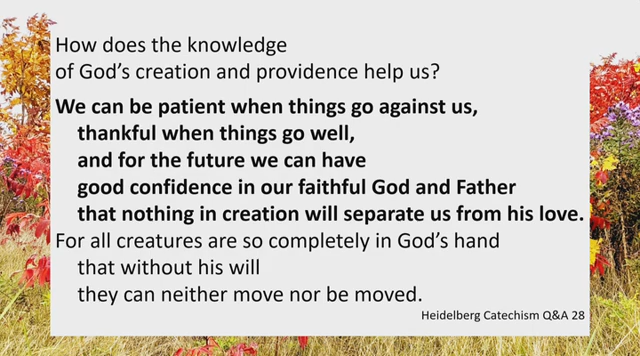 How does the knowledge
of God’s creation and providence help us?
We can be patient when things go against us,
thankful when things go well,
and for the future we can have
good confidence in our faithful God and Father
that nothing in creation will separate us from his love.
For all creatures are so completely in God’s hand
that without his will
they can neither move nor be moved.
Heidelberg Catechism Q&A 28